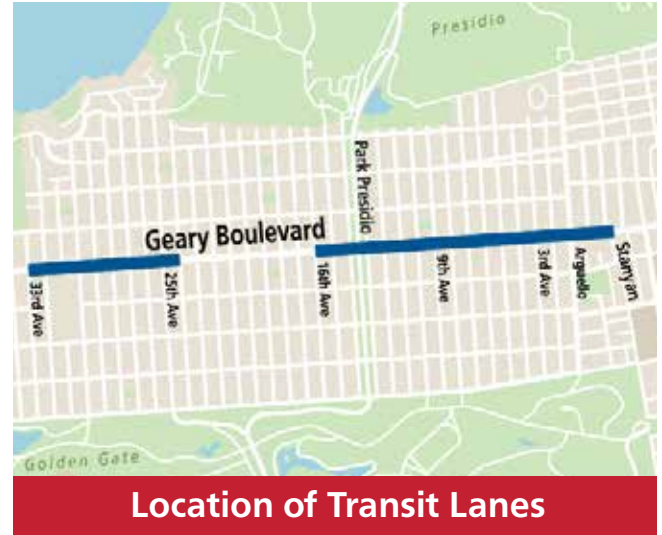 Presidio
Park Presidio
Geary Boulevard
33rd Ave
25th Ave
16th Ave
9th Ave
3rd Ave
Arguello
Stanyan
Golden Gate
Location of Transit Lanes